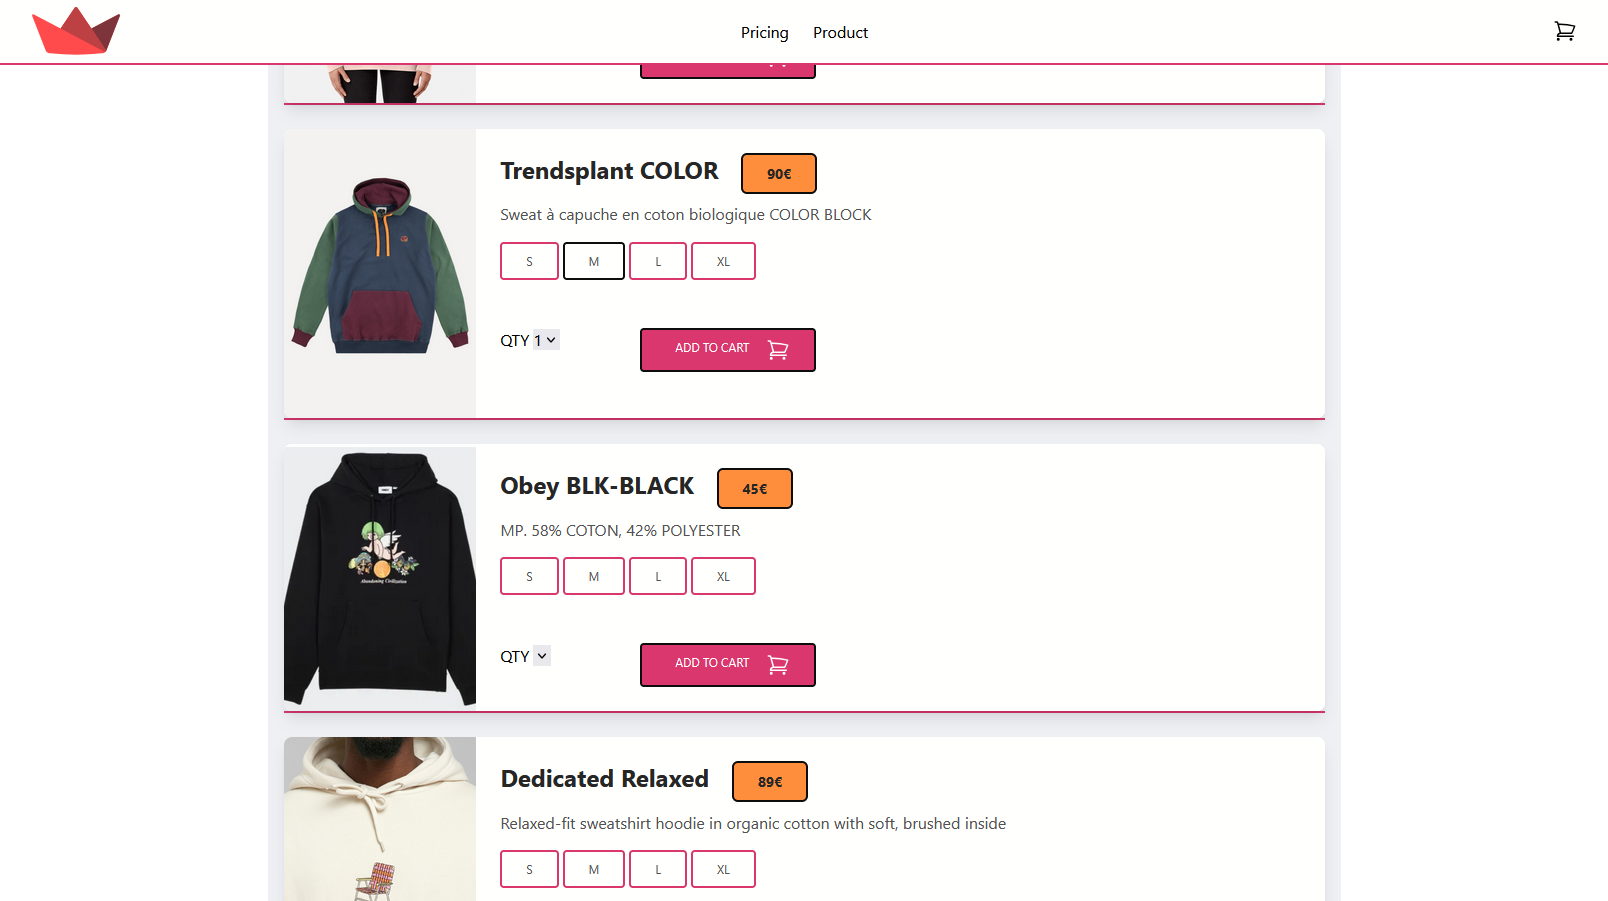 Pricing Product
Trendsplant COLOR 90€
Sweat à capuche en coton biologique COLOR BLOCK
S M L XL
QTY 1 ADD TO CART
Obey BLK-BLACK 45€
MP. 58% COTON, 42% POLYESTER
Abandoning Civilization
S M L XL
QTY ADD TO CART
Dedicated Relaxed 89€
Relaxed-fit sweatshirt hoodie in organic cotton with soft, brushed inside
S M L XL